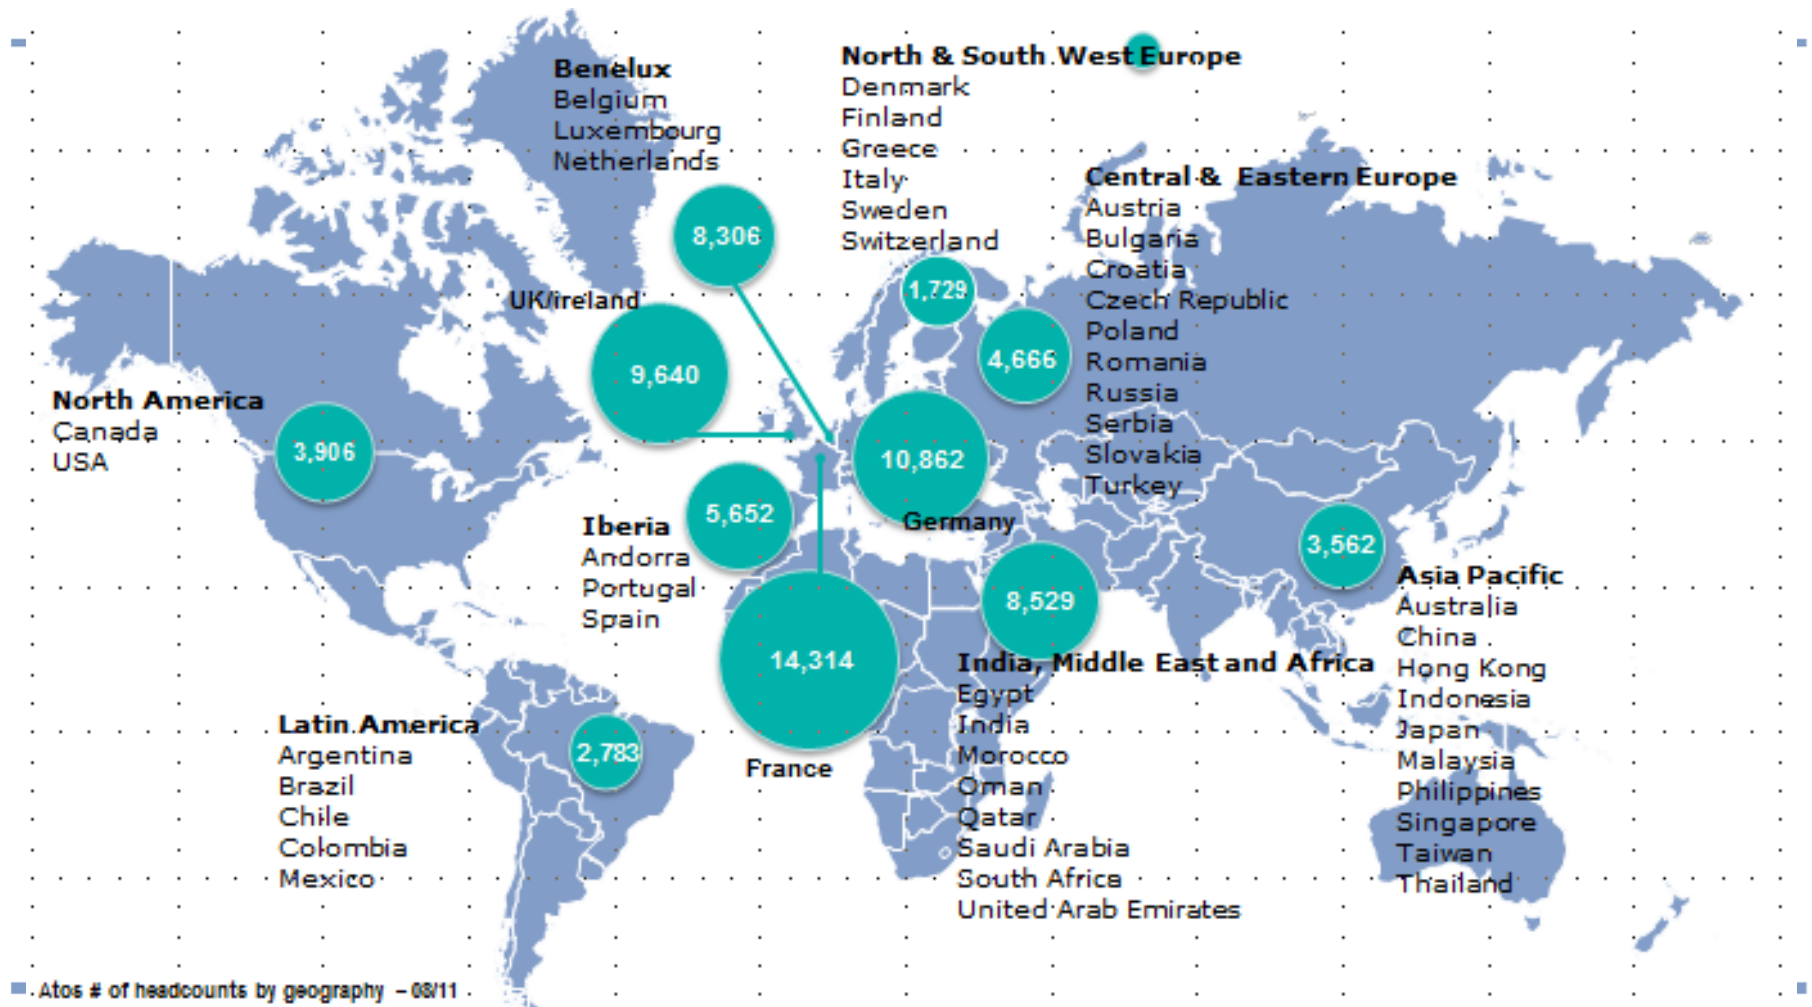 North & South West Europe
Denmark
Finland
Greece
Italy
Sweden
Switzerland
1,729
Benelux
Belgium
Luxembourg
Netherlands
8,306
Central & Eastern Europe
Austria
Bulgaria
Croatia
Czech Republic
Poland
Romania
Russia
Serbia
Slovakia
Turkey
4,666
UK/ireland
9,640
North America
Canada
USA
3,906
10,862
Germany
5,652
Iberia
Andorra
Portugal
Spain
3,562
Asia Pacific
Australia
China
Hong Kong
Indonesia
Japan
Malaysia
Philippines
Singapore
Taiwan
Thailand
8,529
India, Middle East and Africa
Egypt
India
Morocco
Oman
Qatar
Saudi Arabia
South Africa
United Arab Emirates
14,314
France
Latin America
Argentina
Brazil
Chile
Colombia
Mexico
2,783
Atos # of headcounts by geography – 08/11